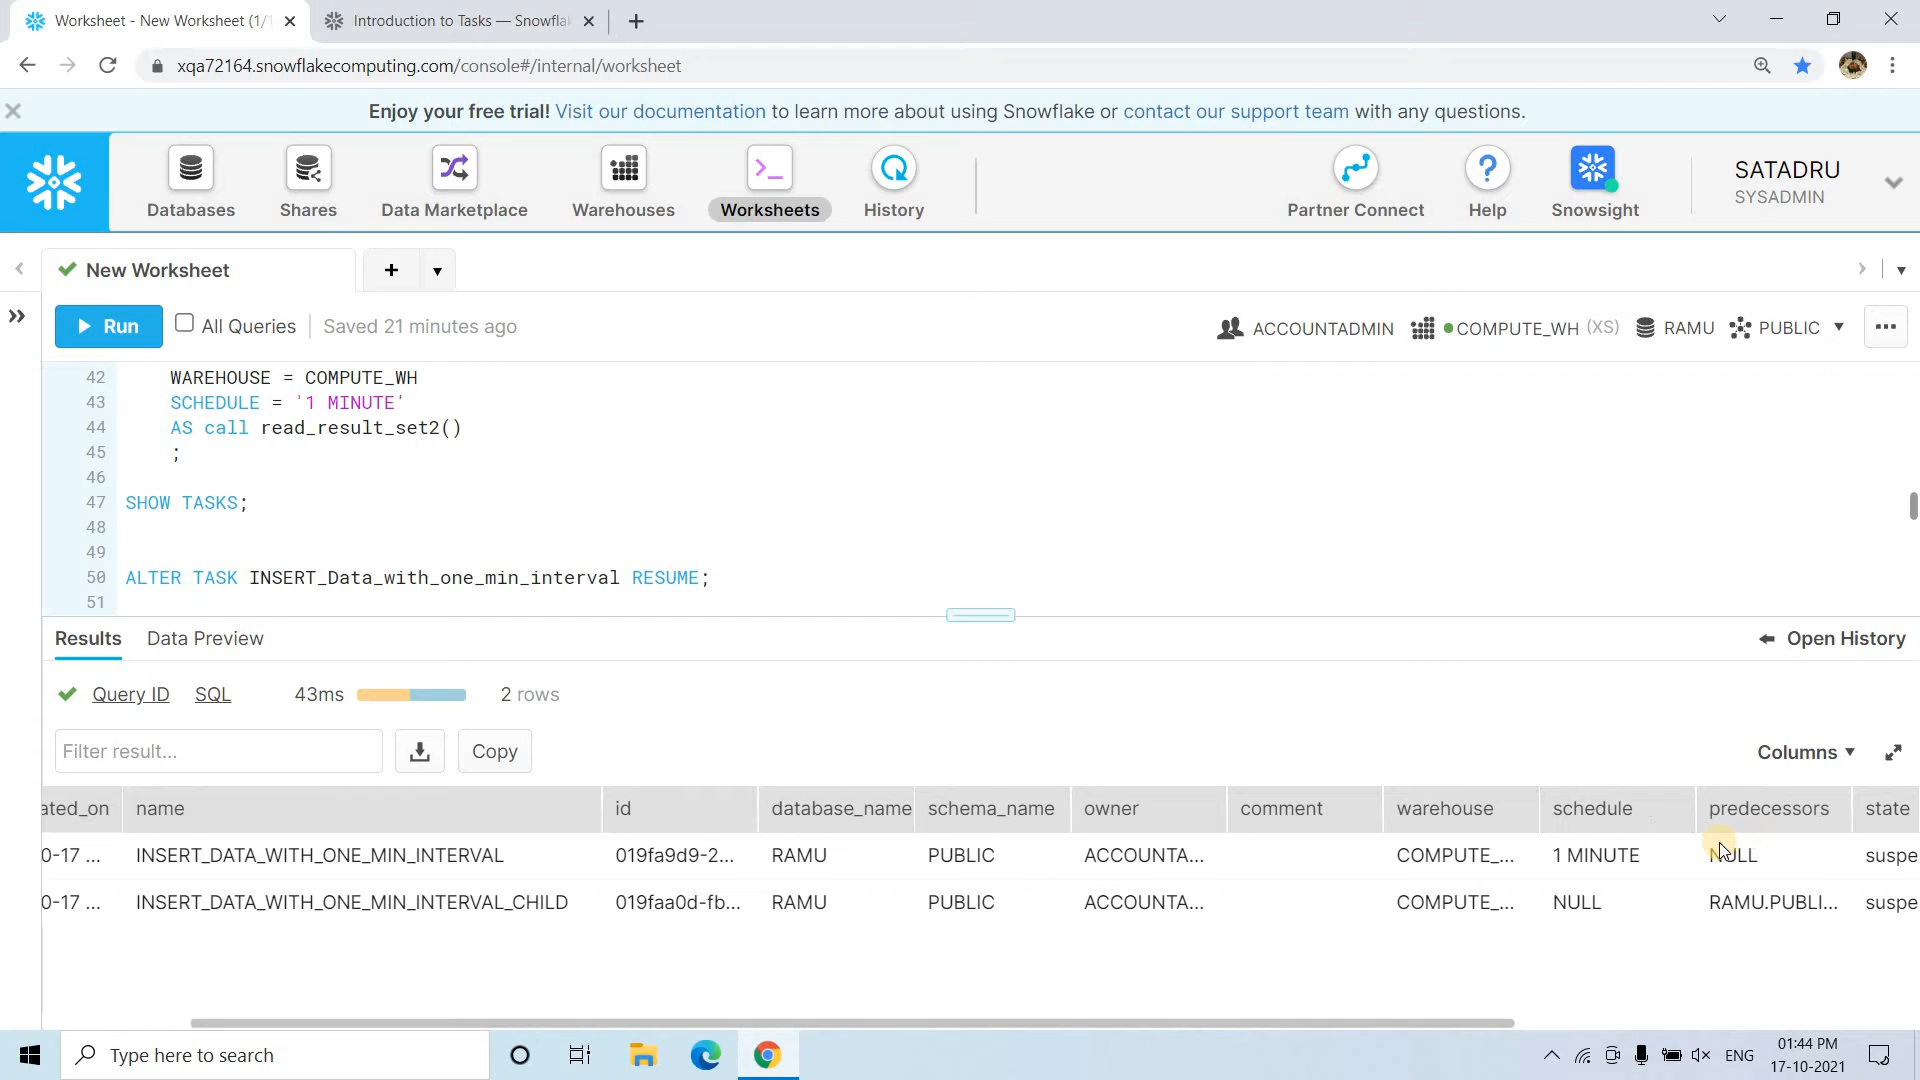 Worksheet - New Worksheet (1/1
Introduction to Tasks — Snowfla
xqa72164.snowflakecomputing.com/console#/internal/worksheet
Enjoy your free trial! Visit our documentation to learn more about using Snowflake or contact our support team with any questions.
Databases
Shares
Data Marketplace
Warehouses
Worksheets
History
Partner Connect
Help
Snowsight
SATADRU
SYSADMIN
New Worksheet
Run
All Queries
Saved 21 minutes ago
ACCOUNTADMIN
COMPUTE_WH (XS)
RAMU
PUBLIC
42 WAREHOUSE = COMPUTE_WH
43 SCHEDULE = '1 MINUTE'
44 AS call read_result_set2()
45 ;
46
47 SHOW TASKS;
48
49
50 ALTER TASK INSERT_Data_with_one_min_interval RESUME;
51
Results
Data Preview
Open History
Query ID
SQL
43ms
2 rows
Filter result...
Copy
Columns
ated_on name id database_name schema_name owner comment warehouse schedule predecessors state
0-17 ... INSERT_DATA_WITH_ONE_MIN_INTERVAL 019fa9d9-2... RAMU PUBLIC ACCOUNTA... COMPUTE_... 1 MINUTE NULL suspe
0-17 ... INSERT_DATA_WITH_ONE_MIN_INTERVAL_CHILD 019faa0d-fb... RAMU PUBLIC ACCOUNTA... COMPUTE_... NULL RAMU.PUBLI... suspe
Type here to search
ENG
01:44 PM
17-10-2021